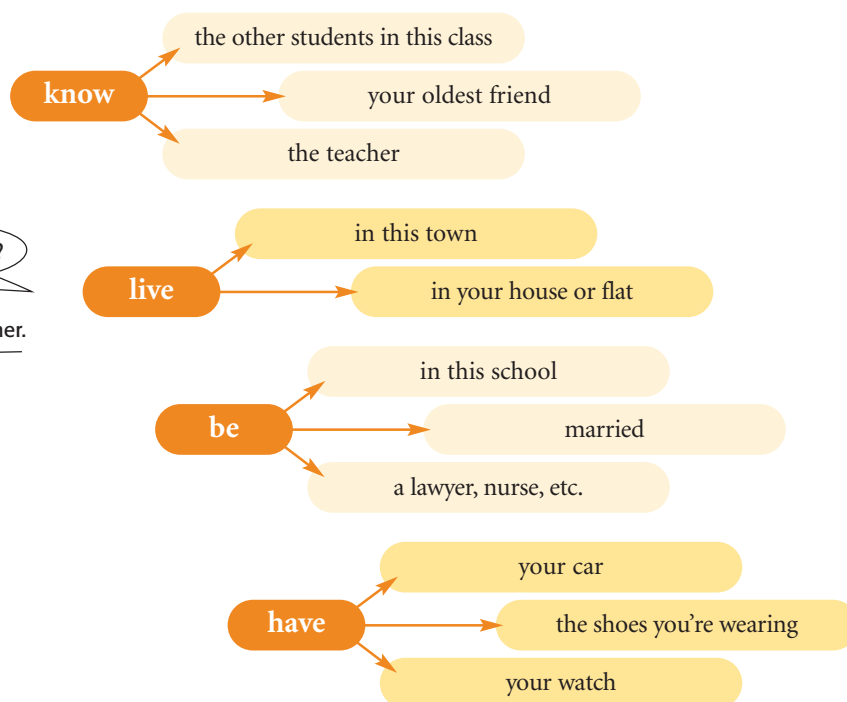 the other students in this class
know
your oldest friend
the teacher
?
in this town
live
in your house or flat
in this school
be
married
a lawyer, nurse, etc.
your car
have
the shoes you're wearing
your watch